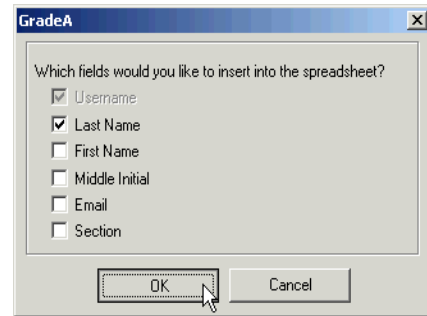 GradeA
Which fields would you like to insert into the spreadsheet?
Username
Last Name
First Name
Middle Initial
Email
Section
OK Cancel